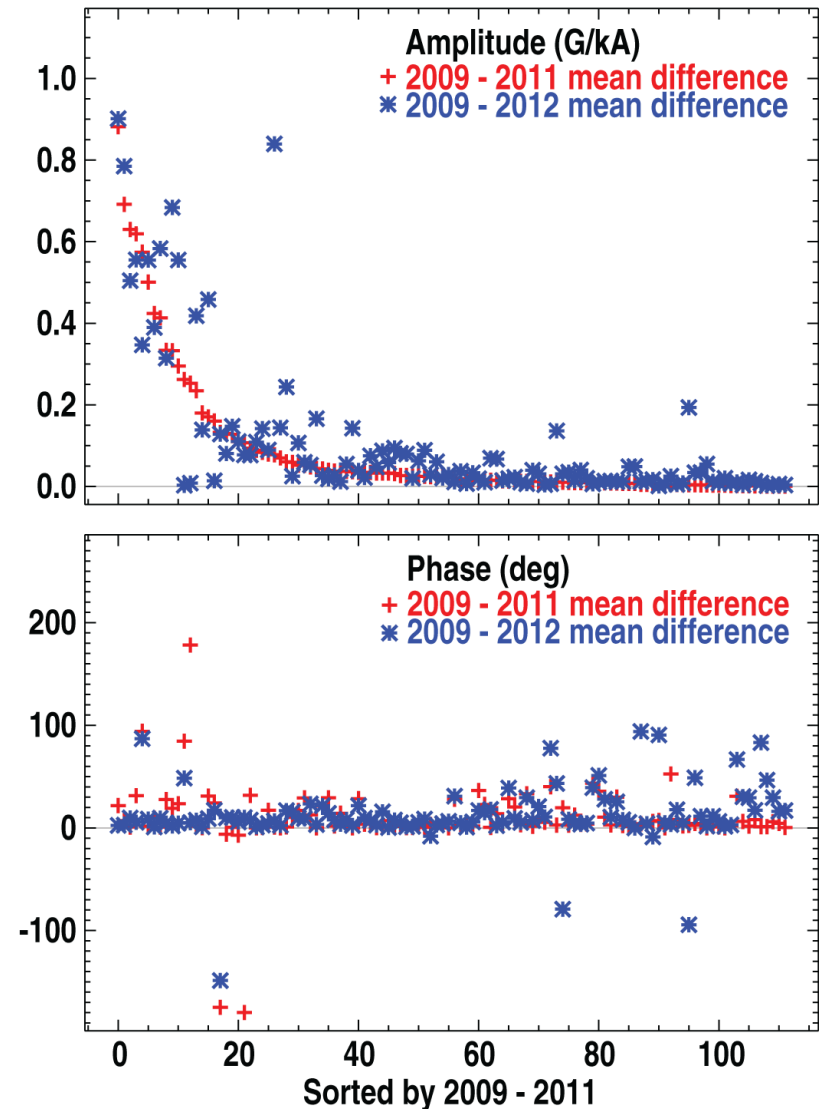 Amplitude (G/kA)
+ 2009 - 2011 mean difference
✳ 2009 - 2012 mean difference
1.0
0.8
0.6
0.4
0.2
0.0
Phase (deg)
+ 2009 - 2011 mean difference
✳ 2009 - 2012 mean difference
200
100
0
-100
0 20 40 60 80 100
Sorted by 2009 - 2011